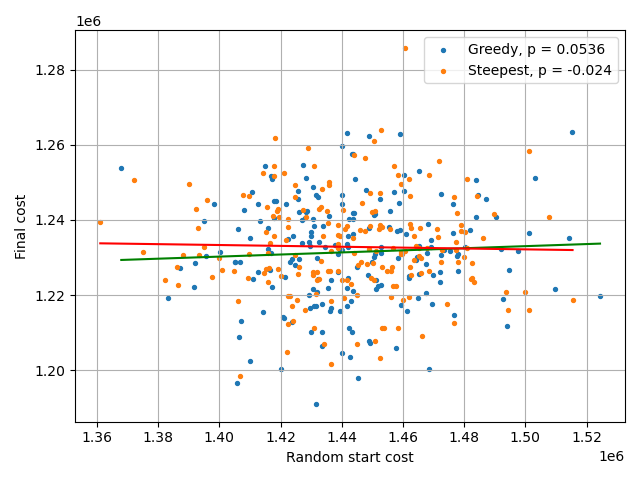 1e6
Greedy, p = 0.0536
Steepest, p = -0.024
1.28
1.26
1.24
1.22
1.20
Final cost
1.36 1.38 1.40 1.42 1.44 1.46 1.48 1.50 1.52
Random start cost
1e6